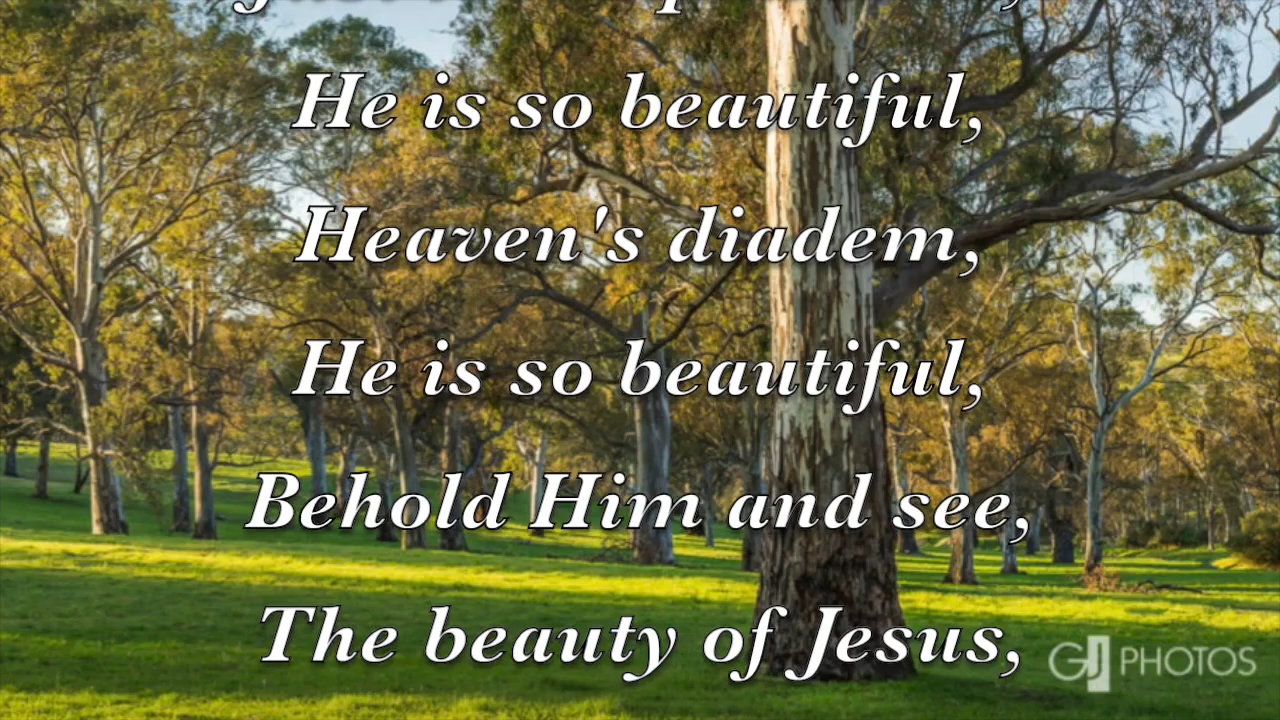 He is so beautiful,
Heaven's diadem,
He is so beautiful,
Behold Him and see,
The beauty of Jesus,
GJ PHOTOS